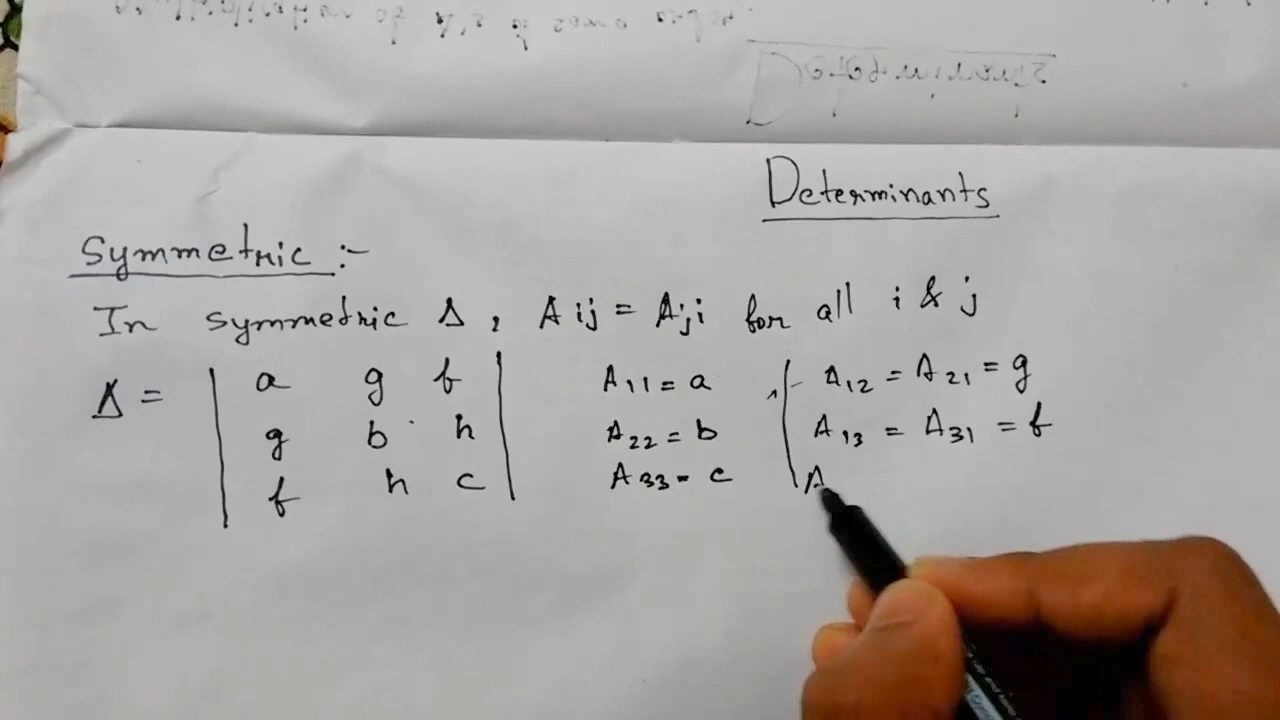 Determinants
Symmetric :-
In symmetric Δ, Aij = Aji for all i & j
Δ = | a g f | A11 = a A12 = A21 = g
g b h A22 = b A13 = A31 = f
f h c A33 = c A